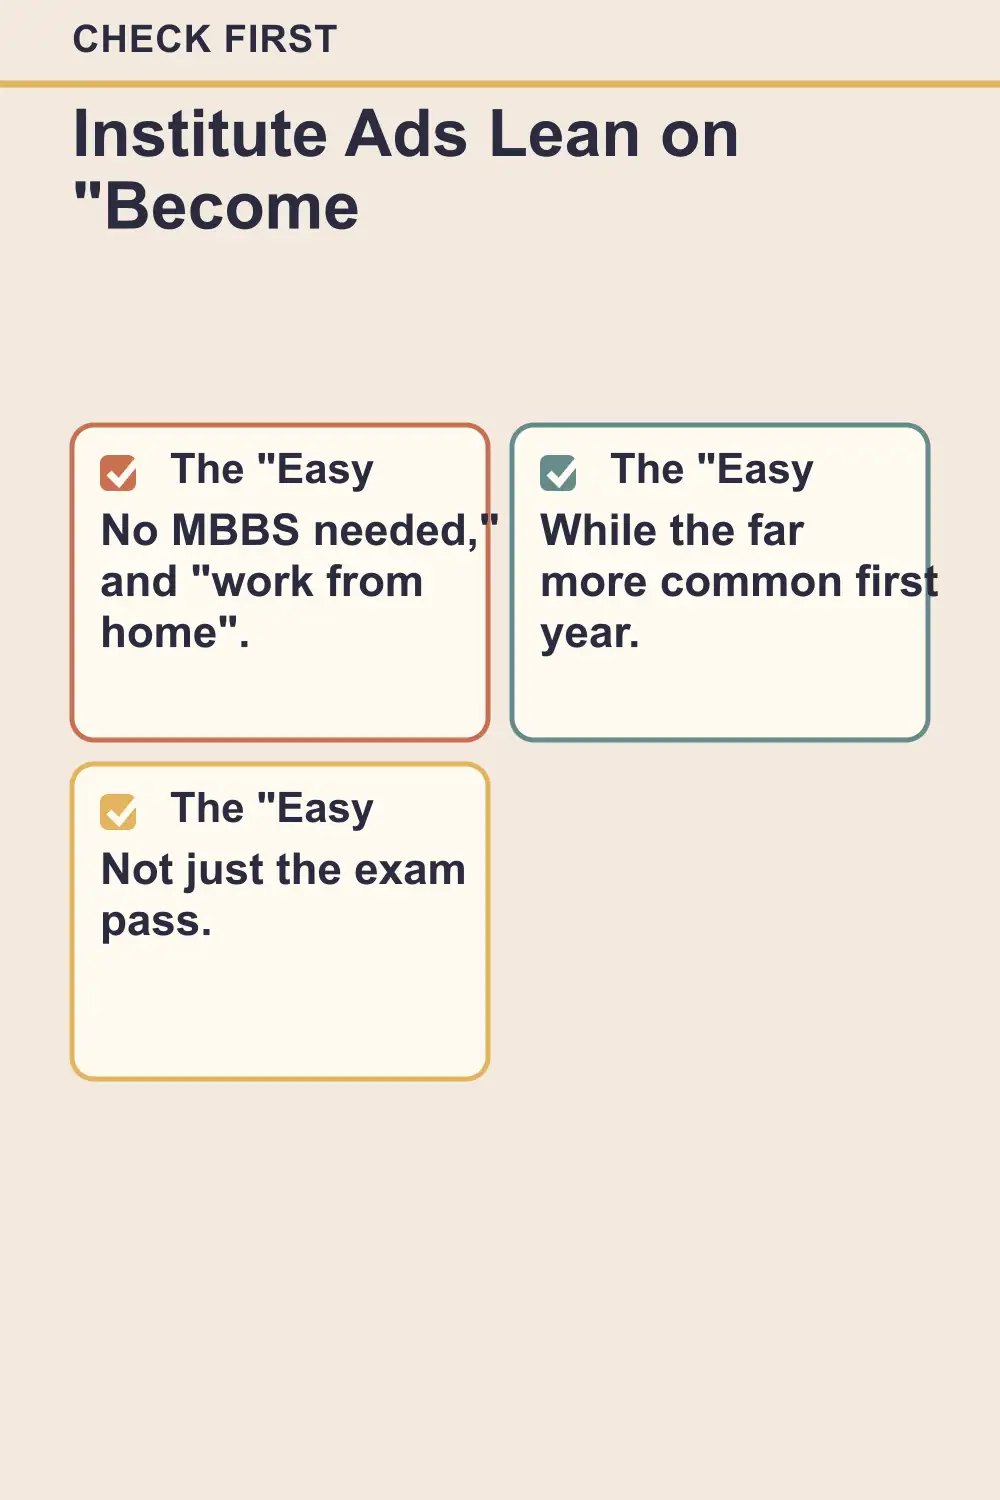 CHECK FIRST
Institute Ads Lean on
"Become
The "Easy
No MBBS needed,"
and "work from
home".
The "Easy
While the far
more common first
year.
The "Easy
Not just the exam
pass.